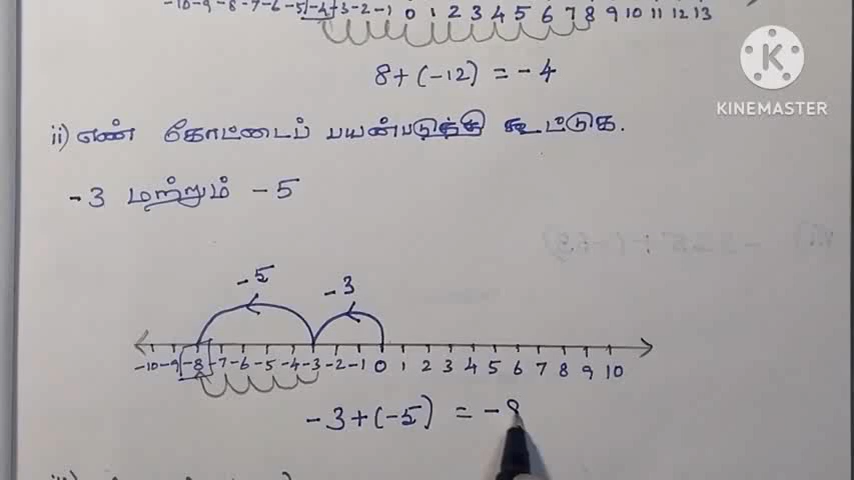 -10 -9 -8 -7 -6 -5 -4 -3 -2 -1 0 1 2 3 4 5 6 7 8 9 10 11 12 13
8+(-12) = -4
KINEMASTER
ii) எண் கோட்டைப் பயன்படுத்தி கூட்டுக.
-3 மற்றும் -5
-5 -3
-10 -9 -8 -7 -6 -5 -4 -3 -2 -1 0 1 2 3 4 5 6 7 8 9 10
-3+(-5) = -8